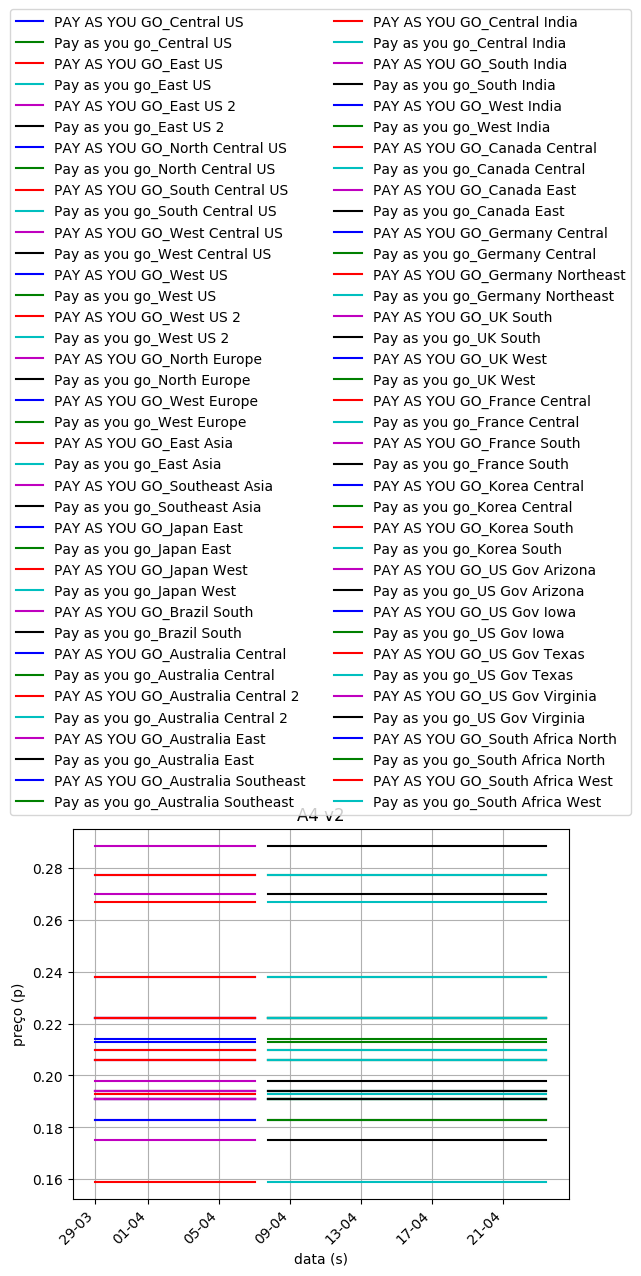 PAY AS YOU GO_Central US
Pay as you go_Central US
PAY AS YOU GO_East US
Pay as you go_East US
PAY AS YOU GO_East US 2
Pay as you go_East US 2
PAY AS YOU GO_North Central US
Pay as you go_North Central US
PAY AS YOU GO_South Central US
Pay as you go_South Central US
PAY AS YOU GO_West Central US
Pay as you go_West Central US
PAY AS YOU GO_West US
Pay as you go_West US
PAY AS YOU GO_West US 2
Pay as you go_West US 2
PAY AS YOU GO_North Europe
Pay as you go_North Europe
PAY AS YOU GO_West Europe
Pay as you go_West Europe
PAY AS YOU GO_East Asia
Pay as you go_East Asia
PAY AS YOU GO_Southeast Asia
Pay as you go_Southeast Asia
PAY AS YOU GO_Japan East
Pay as you go_Japan East
PAY AS YOU GO_Japan West
Pay as you go_Japan West
PAY AS YOU GO_Brazil South
Pay as you go_Brazil South
PAY AS YOU GO_Australia Central
Pay as you go_Australia Central
PAY AS YOU GO_Australia Central 2
Pay as you go_Australia Central 2
PAY AS YOU GO_Australia East
Pay as you go_Australia East
PAY AS YOU GO_Australia Southeast
Pay as you go_Australia Southeast
PAY AS YOU GO_Central India
Pay as you go_Central India
PAY AS YOU GO_South India
Pay as you go_South India
PAY AS YOU GO_West India
Pay as you go_West India
PAY AS YOU GO_Canada Central
Pay as you go_Canada Central
PAY AS YOU GO_Canada East
Pay as you go_Canada East
PAY AS YOU GO_Germany Central
Pay as you go_Germany Central
PAY AS YOU GO_Germany Northeast
Pay as you go_Germany Northeast
PAY AS YOU GO_UK South
Pay as you go_UK South
PAY AS YOU GO_UK West
Pay as you go_UK West
PAY AS YOU GO_France Central
Pay as you go_France Central
PAY AS YOU GO_France South
Pay as you go_France South
PAY AS YOU GO_Korea Central
Pay as you go_Korea Central
PAY AS YOU GO_Korea South
Pay as you go_Korea South
PAY AS YOU GO_US Gov Arizona
Pay as you go_US Gov Arizona
PAY AS YOU GO_US Gov Iowa
Pay as you go_US Gov Iowa
PAY AS YOU GO_US Gov Texas
Pay as you go_US Gov Texas
PAY AS YOU GO_US Gov Virginia
Pay as you go_US Gov Virginia
PAY AS YOU GO_South Africa North
Pay as you go_South Africa North
PAY AS YOU GO_South Africa West
Pay as you go_South Africa West
A4 v2
0.28
0.26
0.24
0.22
0.20
0.18
0.16
preço (p)
29-03
01-04
05-04
09-04
13-04
17-04
21-04
data (s)